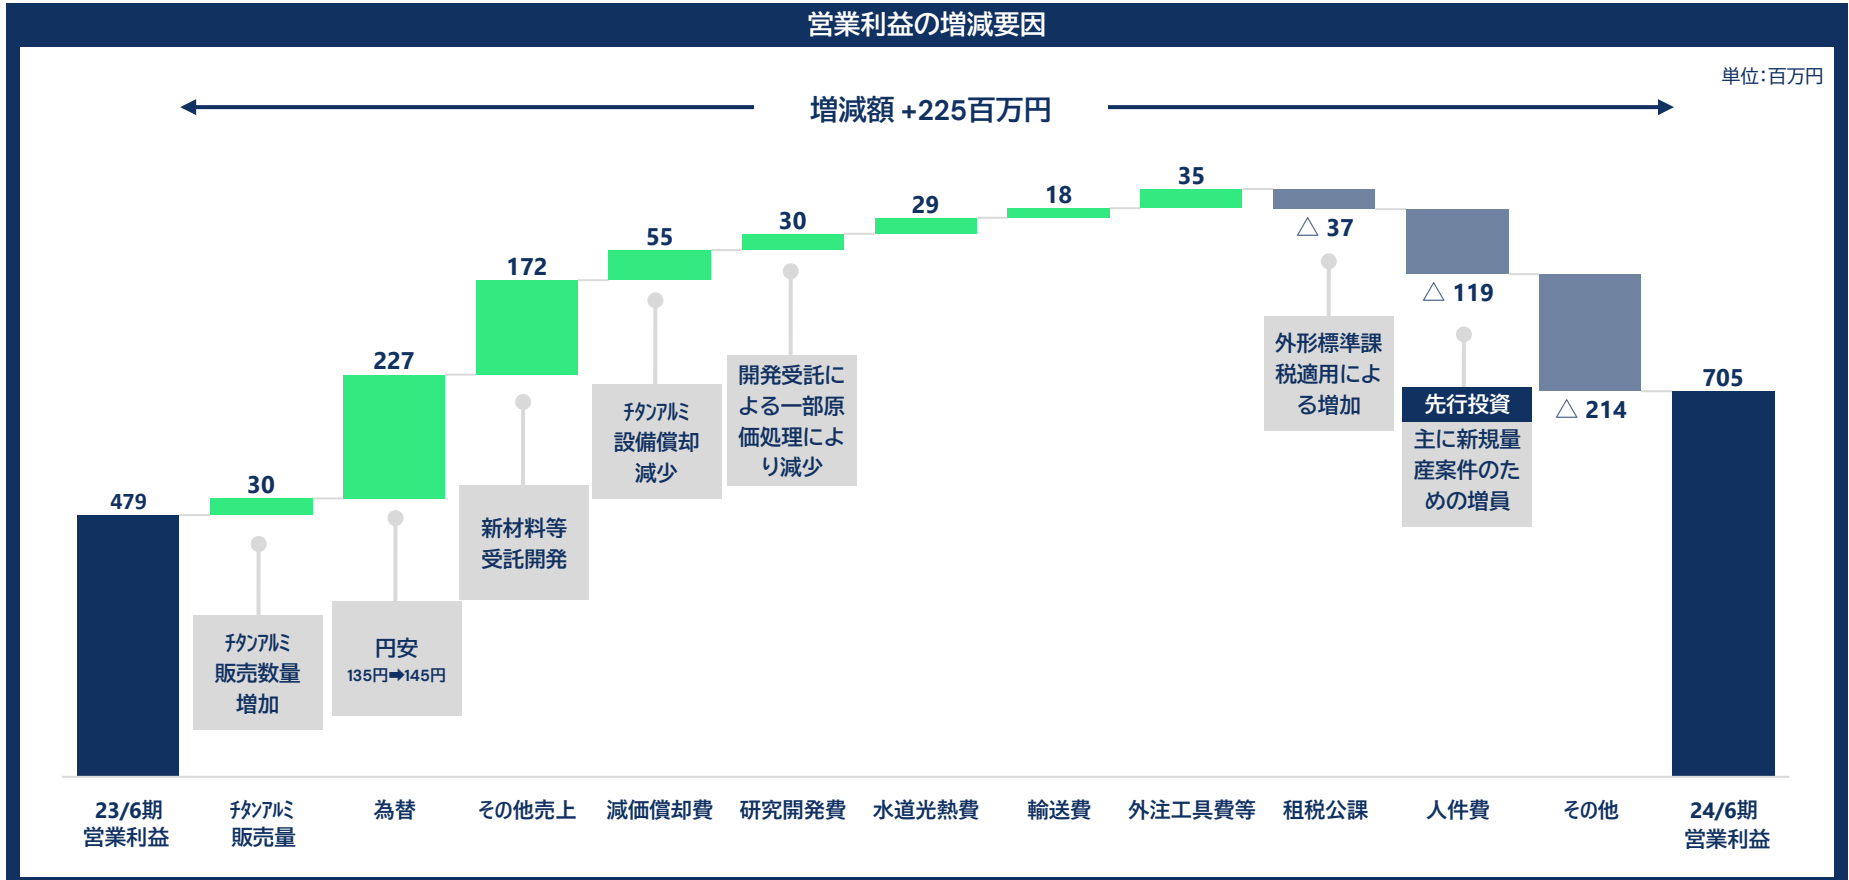 営業利益の増減要因
単位：百万円
増減額 +225百万円
479
30
227
172
55
30
29
18
35
△ 37
△ 119
△ 214
705
ﾁﾀﾝｱﾙﾐ
販売数量
増加
円安
135円➡145円
新材料等
受託開発
ﾁﾀﾝｱﾙﾐ
設備償却
減少
開発受託に
よる一部原
価処理によ
り減少
外形標準課
税適用によ
る増加
先行投資
主に新規量
産案件のた
めの増員
23/6期
営業利益
ﾁﾀﾝｱﾙﾐ
販売量
為替
その他売上
減価償却費
研究開発費
水道光熱費
輸送費
外注工具費等
租税公課
人件費
その他
24/6期
営業利益